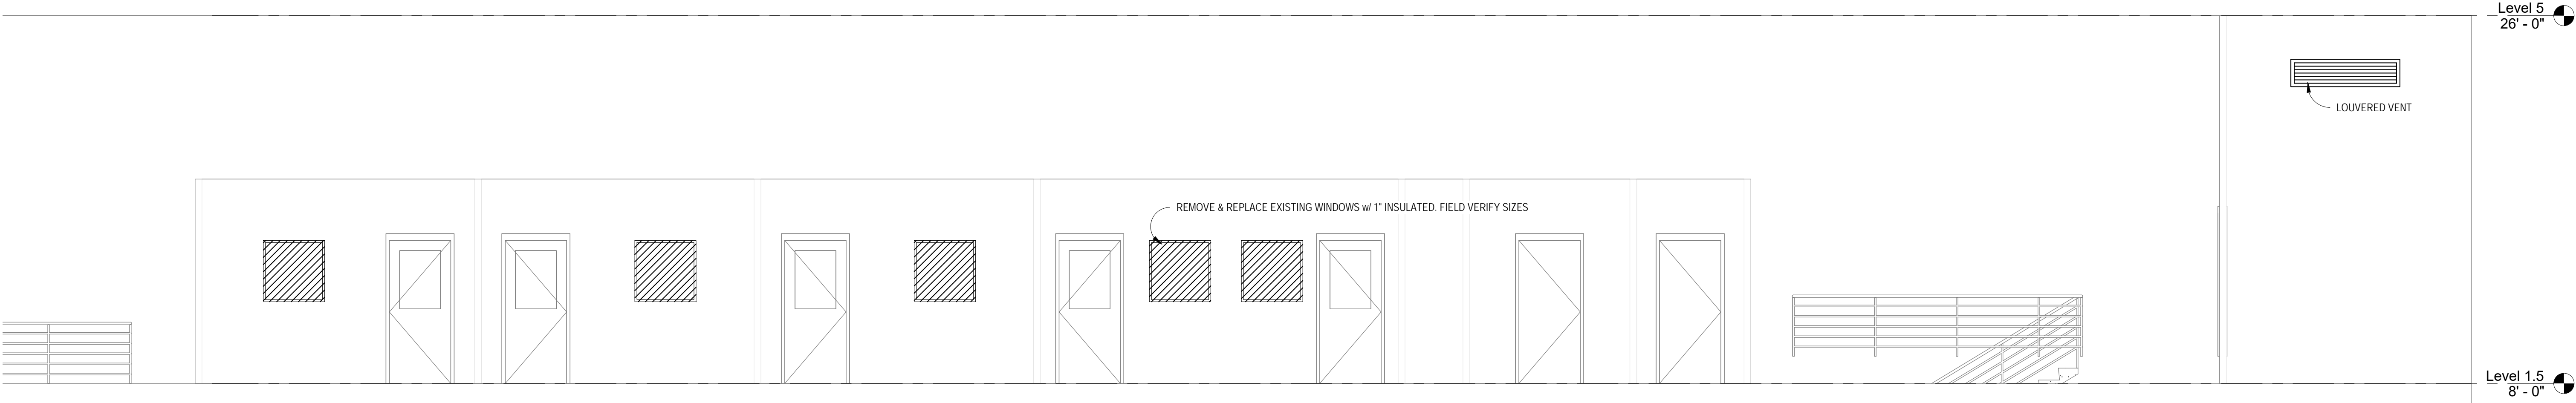 Level 5
26' - 0"
LOUVERED VENT
REMOVE & REPLACE EXISTING WINDOWS w/ 1" INSULATED. FIELD VERIFY SIZES
Level 1.5
8' - 0"